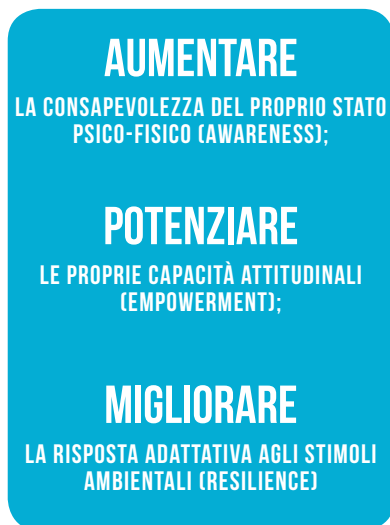 AUMENTARE
LA CONSAPEVOLEZZA DEL PROPRIO STATO
PSICO-FISICO (AWARENESS);
POTENZIARE
LE PROPRIE CAPACITÀ ATTITUDINALI
(EMPOWERMENT);
MIGLIORARE
LA RISPOSTA ADATTATIVA AGLI STIMOLI
AMBIENTALI (RESILIENCE)